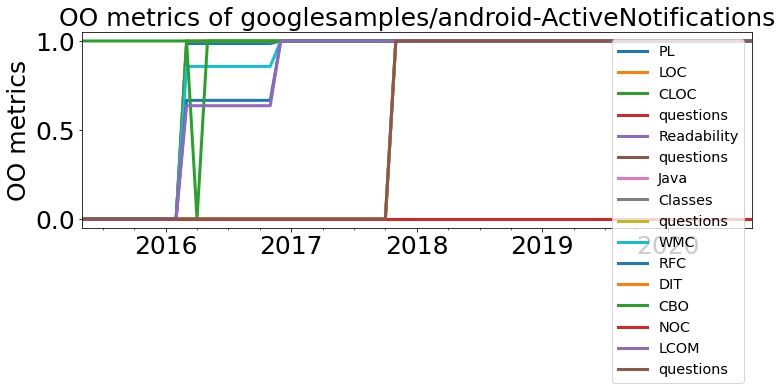 OO metrics of googlesamples/android-ActiveNotifications
OO metrics
1.0
0.5
0.0
2016
2017
2018
2019
2020
PL
LOC
CLOC
questions
Readability
questions
Java
Classes
questions
WMC
RFC
DIT
CBO
NOC
LCOM
questions